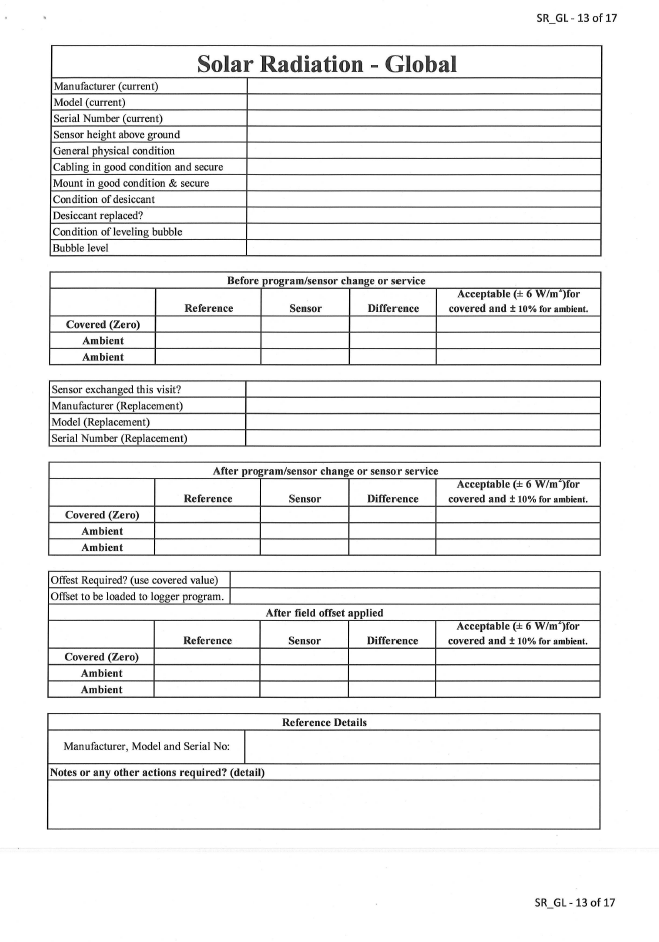 SR_GL - 13 of 17
Solar Radiation - Global
Manufacturer (current)
Model (current)
Serial Number (current)
Sensor height above ground
General physical condition
Cabling in good condition and secure
Mount in good condition & secure
Condition of desiccant
Desiccant replaced?
Condition of leveling bubble
Bubble level
Before program/sensor change or service
Reference Sensor Difference Acceptable (± 6 W/m²)for
covered and ± 10% for ambient.
Covered (Zero)
Ambient
Ambient
Sensor exchanged this visit?
Manufacturer (Replacement)
Model (Replacement)
Serial Number (Replacement)
After program/sensor change or sensor service
Reference Sensor Difference Acceptable (± 6 W/m²)for
covered and ± 10% for ambient.
Covered (Zero)
Ambient
Ambient
Offest Required? (use covered value)
Offset to be loaded to logger program.
After field offset applied
Reference Sensor Difference Acceptable (± 6 W/m²)for
covered and ± 10% for ambient.
Covered (Zero)
Ambient
Ambient
Reference Details
Manufacturer, Model and Serial No:
Notes or any other actions required? (detail)
SR_GL - 13 of 17